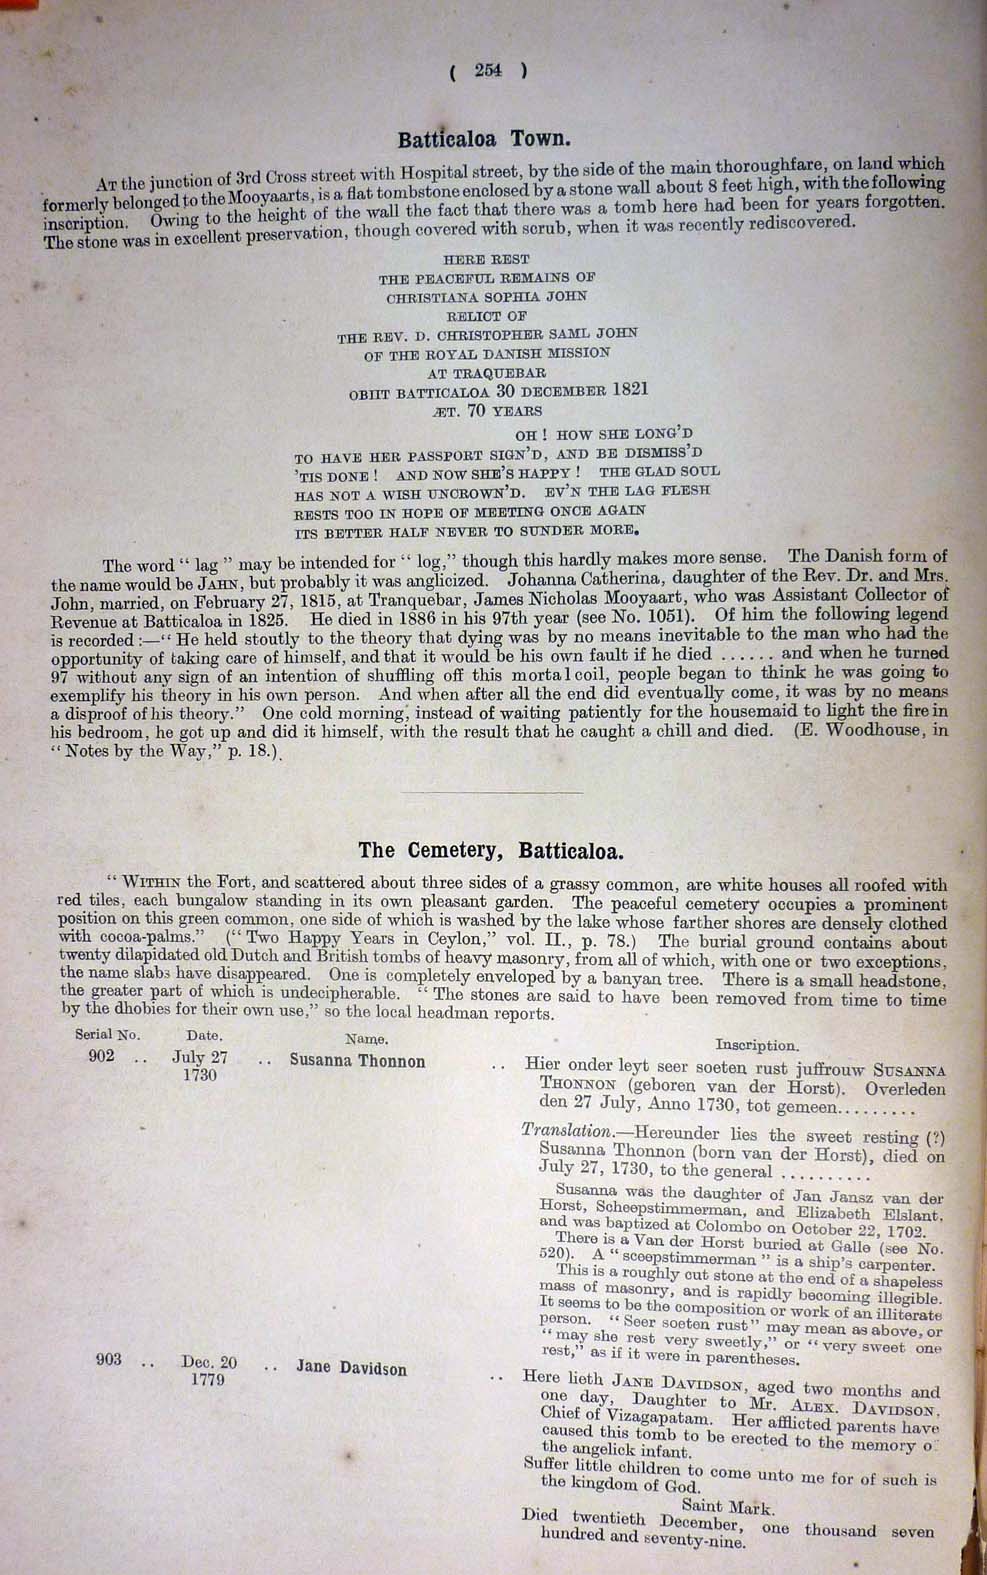 ( 254 )
Batticaloa Town.
AT the junction of 3rd Cross street with Hospital street, by the side of the main thoroughfare, on land which
formerly belonged to the Mooyaarts, is a flat tombstone enclosed by a stone wall about 8 feet high, with the following
inscription. Owing to the height of the wall the fact that there was a tomb here had been for years forgotten.
The stone was in excellent preservation, though covered with scrub, when it was recently rediscovered.
HERE REST
THE PEACEFUL REMAINS OF
CHRISTIANA SOPHIA JOHN
RELICT OF
THE REV. D. CHRISTOPHER SAML JOHN
OF THE ROYAL DANISH MISSION
AT TRAQUEBAR
OBIIT BATTICALOA 30 DECEMBER 1821
ÆT. 70 YEARS
OH ! HOW SHE LONG'D
TO HAVE HER PASSPORT SIGN'D, AND BE DISMISS'D
'TIS DONE ! AND NOW SHE'S HAPPY ! THE GLAD SOUL
HAS NOT A WISH UNCROWN'D. EV'N THE LAG FLESH
RESTS TOO IN HOPE OF MEETING ONCE AGAIN
ITS BETTER HALF NEVER TO SUNDER MORE.
The word “ lag ” may be intended for “ log,” though this hardly makes more sense. The Danish form of
the name would be JAHN, but probably it was anglicized. Johanna Catherina, daughter of the Rev. Dr. and Mrs.
John, married, on February 27, 1815, at Tranquebar, James Nicholas Mooyaart, who was Assistant Collector of
Revenue at Batticaloa in 1825. He died in 1886 in his 97th year (see No. 1051). Of him the following legend
is recorded :—“ He held stoutly to the theory that dying was by no means inevitable to the man who had the
opportunity of taking care of himself, and that it would be his own fault if he died ...... and when he turned
97 without any sign of an intention of shuffling off this mortal coil, people began to think he was going to
exemplify his theory in his own person. And when after all the end did eventually come, it was by no means
a disproof of his theory.” One cold morning, instead of waiting patiently for the housemaid to light the fire in
his bedroom, he got up and did it himself, with the result that he caught a chill and died. (E. Woodhouse, in
“ Notes by the Way,” p. 18.)
The Cemetery, Batticaloa.
“ WITHIN the Fort, and scattered about three sides of a grassy common, are white houses all roofed with
red tiles, each bungalow standing in its own pleasant garden. The peaceful cemetery occupies a prominent
position on this green common, one side of which is washed by the lake whose farther shores are densely clothed
with cocoa-palms.” (“ Two Happy Years in Ceylon,” vol. II., p. 78.) The burial ground contains about
twenty dilapidated old Dutch and British tombs of heavy masonry, from all of which, with one or two exceptions,
the name slabs have disappeared. One is completely enveloped by a banyan tree. There is a small headstone,
the greater part of which is undecipherable. “ The stones are said to have been removed from time to time
by the dhobies for their own use,” so the local headman reports.
Serial No. Date. Name. Inscription.
902 .. July 27 .. Susanna Thonnon .. Hier onder leyt seer soeten rust juffrouw SUSANNA
1730 THONNON (geboren van der Horst). Overleden
den 27 July, Anno 1730, tot gemeen.........
Translation.—Hereunder lies the sweet resting (?)
Susanna Thonnon (born van der Horst), died on
July 27, 1730, to the general ..........
Susanna was the daughter of Jan Jansz van der
Horst, Scheepstimmerman, and Elizabeth Elslant,
and was baptized at Colombo on October 22, 1702.
There is a Van der Horst buried at Galle (see No.
520). A “ sceepstimmerman ” is a ship's carpenter.
This is a roughly cut stone at the end of a shapeless
mass of masonry, and is rapidly becoming illegible.
It seems to be the composition or work of an illiterate
person. “ Seer soeten rust” may mean as above, or
“ may she rest very sweetly,” or “ very sweet one
rest,” as if it were in parentheses.
903 .. Dec. 20 .. Jane Davidson .. Here lieth JANE DAVIDSON, aged two months and
1779 one day, Daughter to Mr. ALEX. DAVIDSON,
Chief of Vizagapatam. Her afflicted parents have
caused this tomb to be erected to the memory o
the angelick infant.
Suffer little children to come unto me for of such is
the kingdom of God.
Saint Mark.
Died twentieth December, one thousand seven
hundred and seventy-nine.